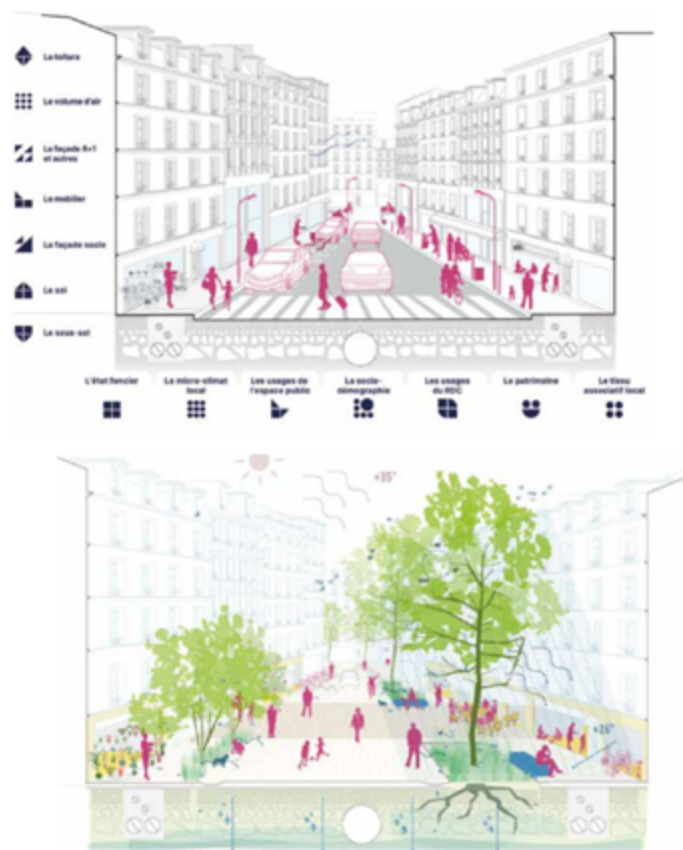 La toiture
Le volume d'air
La façade R+1
et autres
Le mobilier
La façade socle
Le sol
Le sous-sol
L'état foncier
Le micro-climat
local
Les usages de
l'espace public
La socio-
démographie
Les usages
du RDC
Le patrimoine
Le tissu
associatif local
+35°
+26°